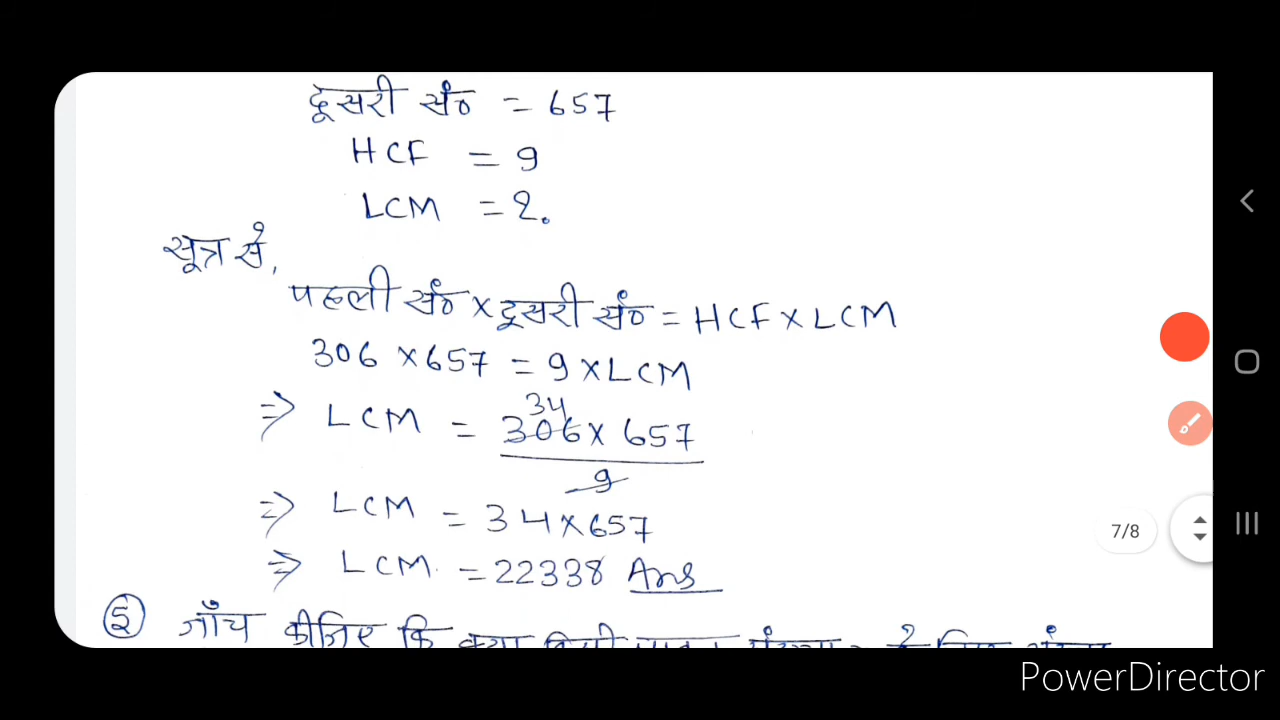 दूसरी सं० = 657
HCF = 9
LCM = 2.
सूत्र से,
पहली सं० × दूसरी सं० = HCF × LCM
306 × 657 = 9 × LCM
34
⇒ LCM = 306 × 657
9
⇒ LCM = 34 × 657
⇒ LCM. = 22338 Ans
7/8
⑤ जाँच कीजिए कि क्या किसी
PowerDirector